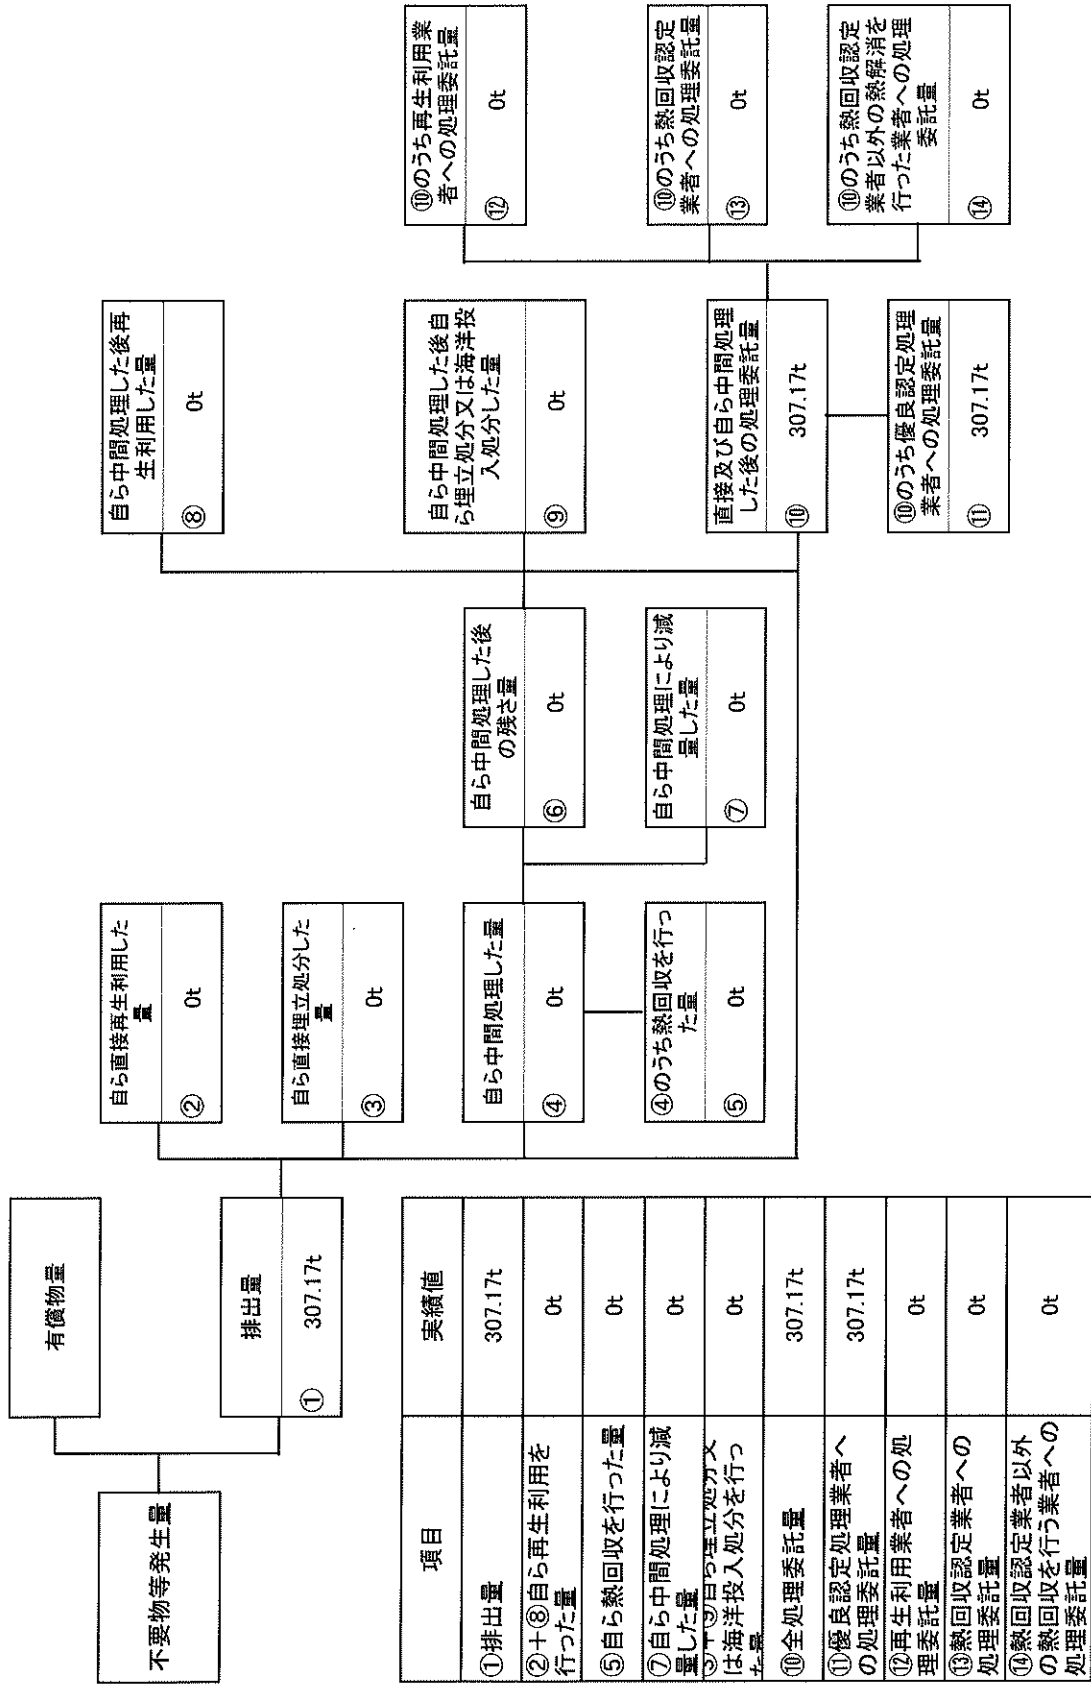 不要物等発生量
有償物量
排出量
① 307.17t
自ら直接再生利用した
量
② 0t
自ら直接埋立処分した
量
③ 0t
自ら中間処理した量
④ 0t
④のうち熱回収を行っ
た量
⑤ 0t
自ら中間処理した後
の残さ量
⑥ 0t
自ら中間処理により減
量した量
⑦ 0t
自ら中間処理した後再
生利用した量
⑧ 0t
自ら中間処理した後自
ら埋立処分又は海洋投
入処分した量
⑨ 0t
直接及び自ら中間処理
した後の処理委託量
⑩ 307.17t
⑩のうち優良認定処理
業者への処理委託量
⑪ 307.17t
⑩のうち再生利用業
者への処理委託量
⑫ 0t
⑩のうち熱回収認定
業者への処理委託量
⑬ 0t
⑩のうち熱回収認定
業者以外の熱解消を
行った業者への処理
委託量
⑭ 0t
項目 実績値
①排出量 307.17t
②+⑧自ら再生利用を
行った量 0t
⑤自ら熱回収を行った量 0t
⑦自ら中間処理により減
量した量 0t
③+⑨自ら埋立処分又
は海洋投入処分を行っ
た量 0t
⑩全処理委託量 307.17t
⑪優良認定処理業者へ
の処理委託量 307.17t
⑫再生利用業者への処
理委託量 0t
⑬熱回収認定業者への
処理委託量 0t
⑭熱回収認定業者以外
の熱回収を行う業者への
処理委託量 0t